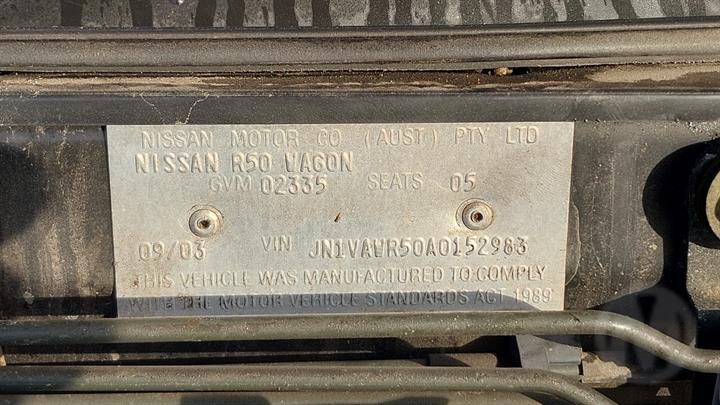 NISSAN MOTOR CO (AUST) PTY LTD
NISSAN R50 WAGON
GVM 02335 SEATS 05
09/03 VIN JN1VAWR50A0152983
THIS VEHICLE WAS MANUFACTURED TO COMPLY
WITH THE MOTOR VEHICLE STANDARDS ACT 1989